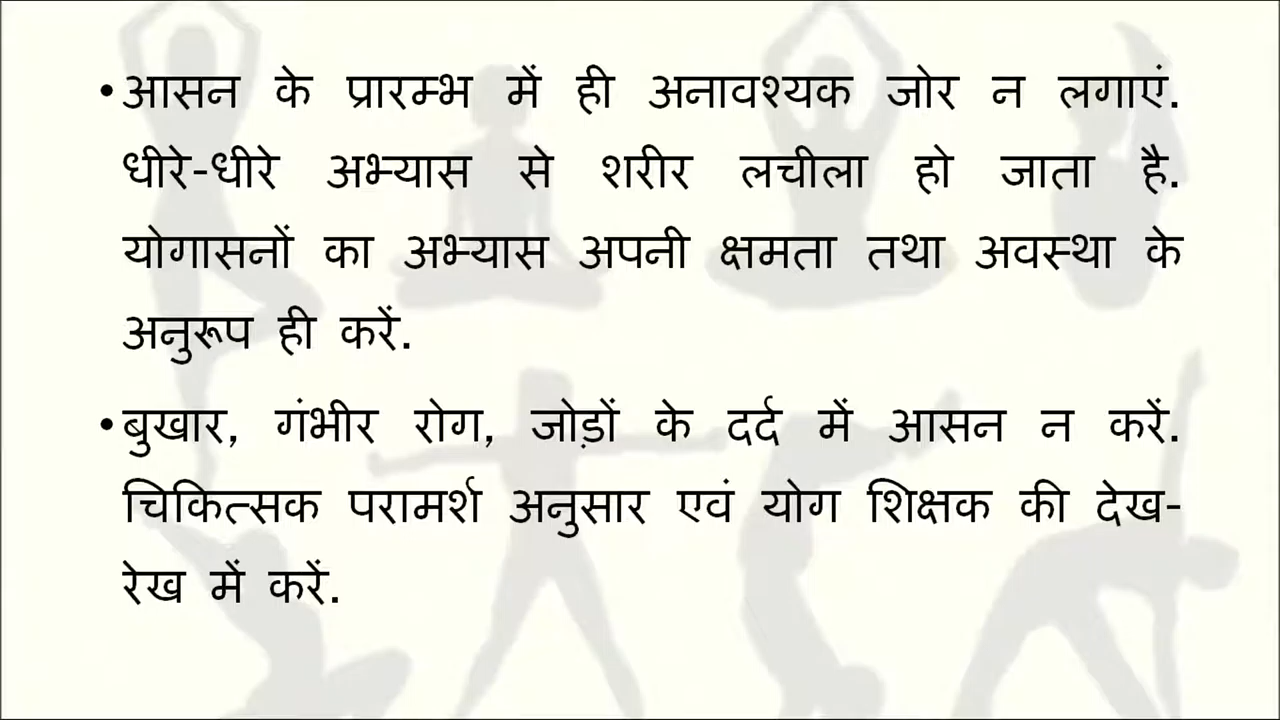 •आसन के प्रारम्भ में ही अनावश्यक जोर न लगाएं.
धीरे-धीरे अभ्यास से शरीर लचीला हो जाता है.
योगासनों का अभ्यास अपनी क्षमता तथा अवस्था के
अनुरूप ही करें.
•बुखार, गंभीर रोग, जोड़ों के दर्द में आसन न करें.
चिकित्सक परामर्श अनुसार एवं योग शिक्षक की देख-
रेख में करें.